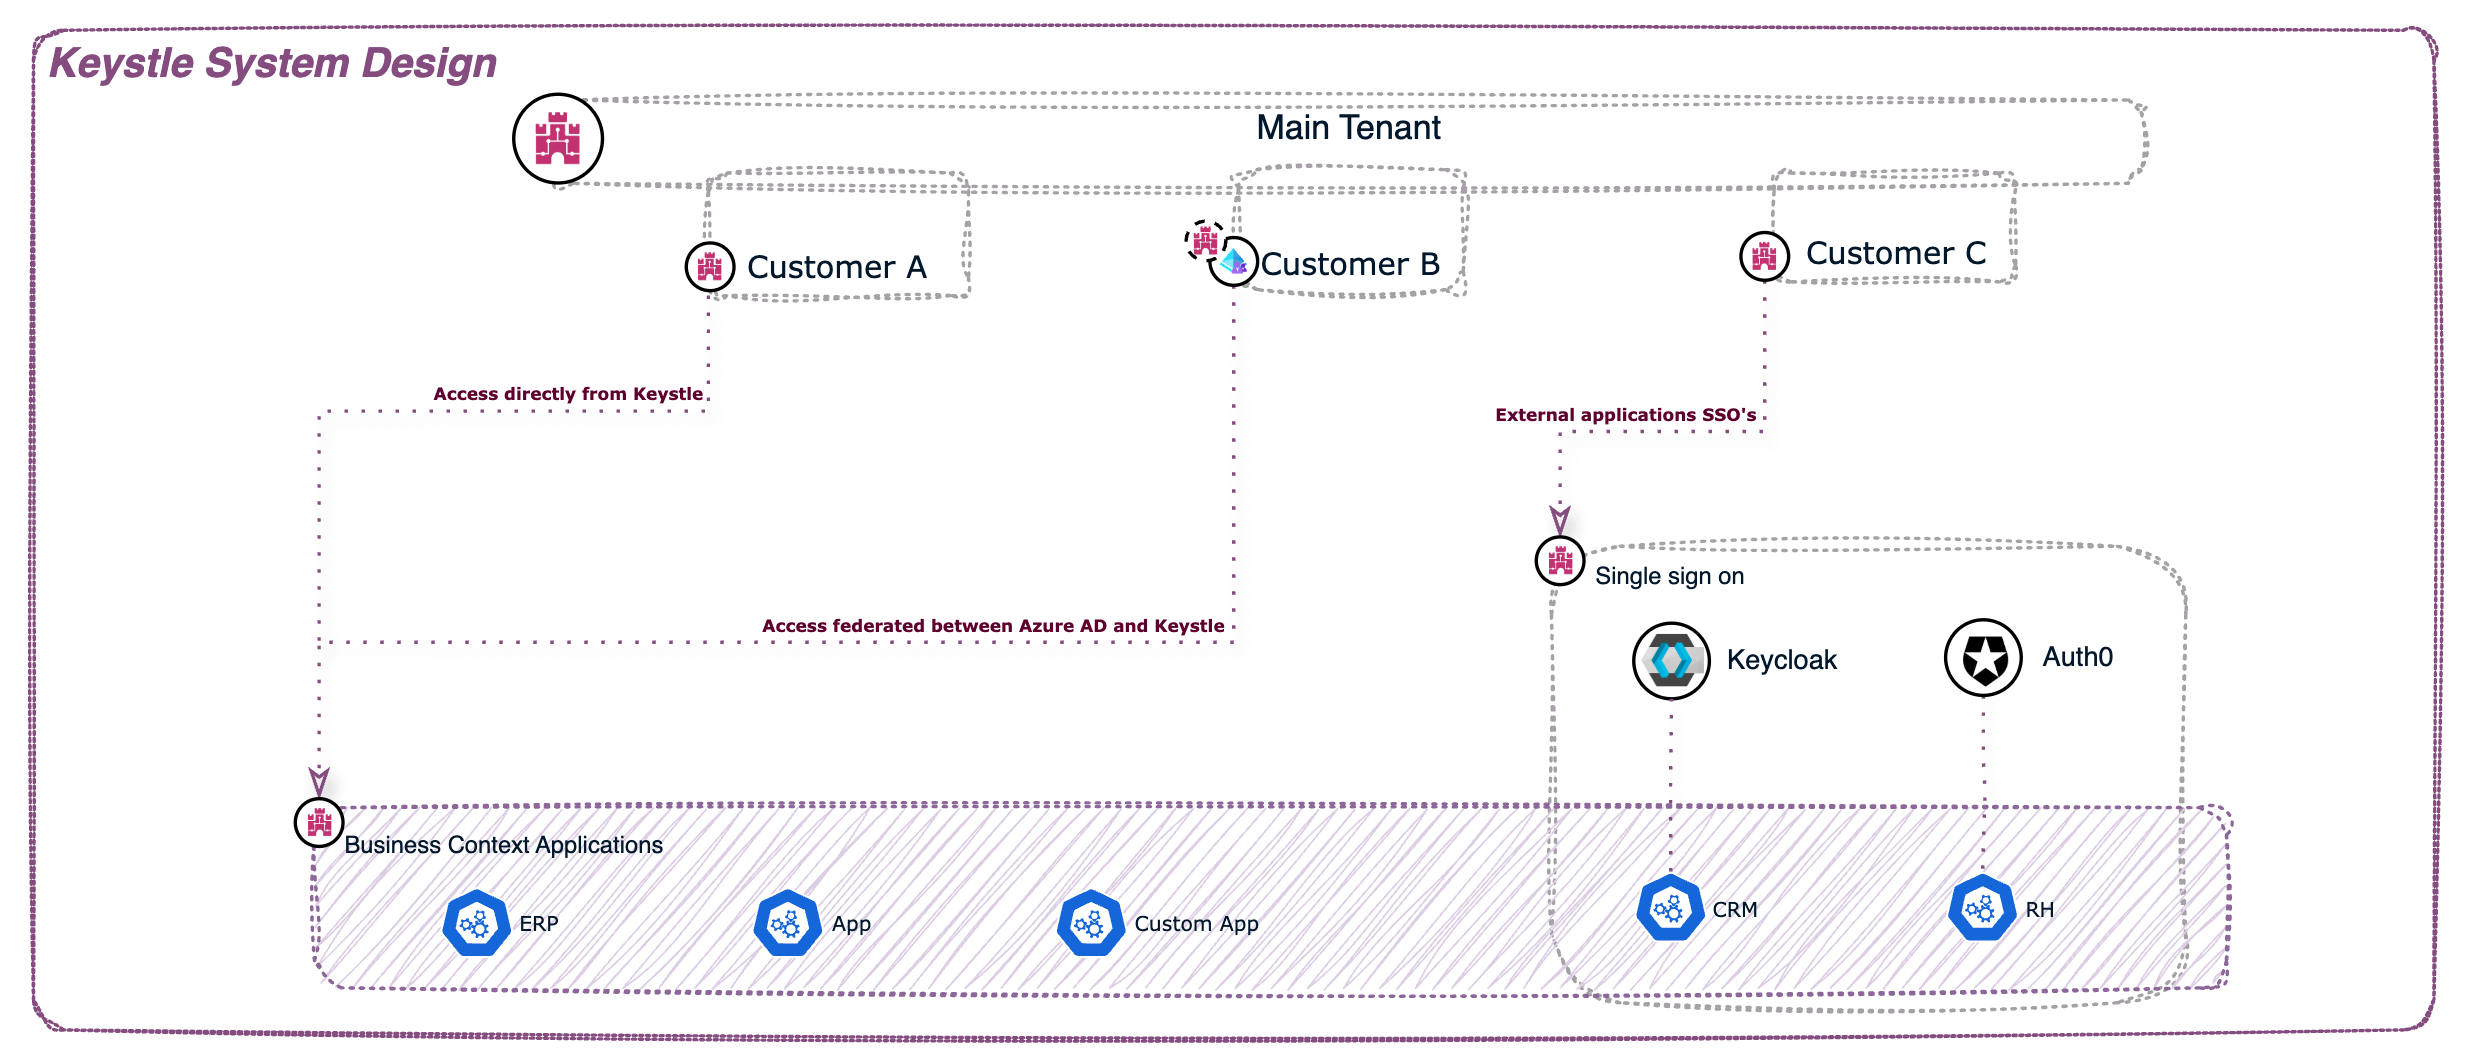 Keystle System Design
Main Tenant
Customer A
Customer B
Customer C
Access directly from Keystle
External applications SSO's
Single sign on
Access federated between Azure AD and Keystle
Keycloak
Auth0
Business Context Applications
ERP
App
Custom App
CRM
RH